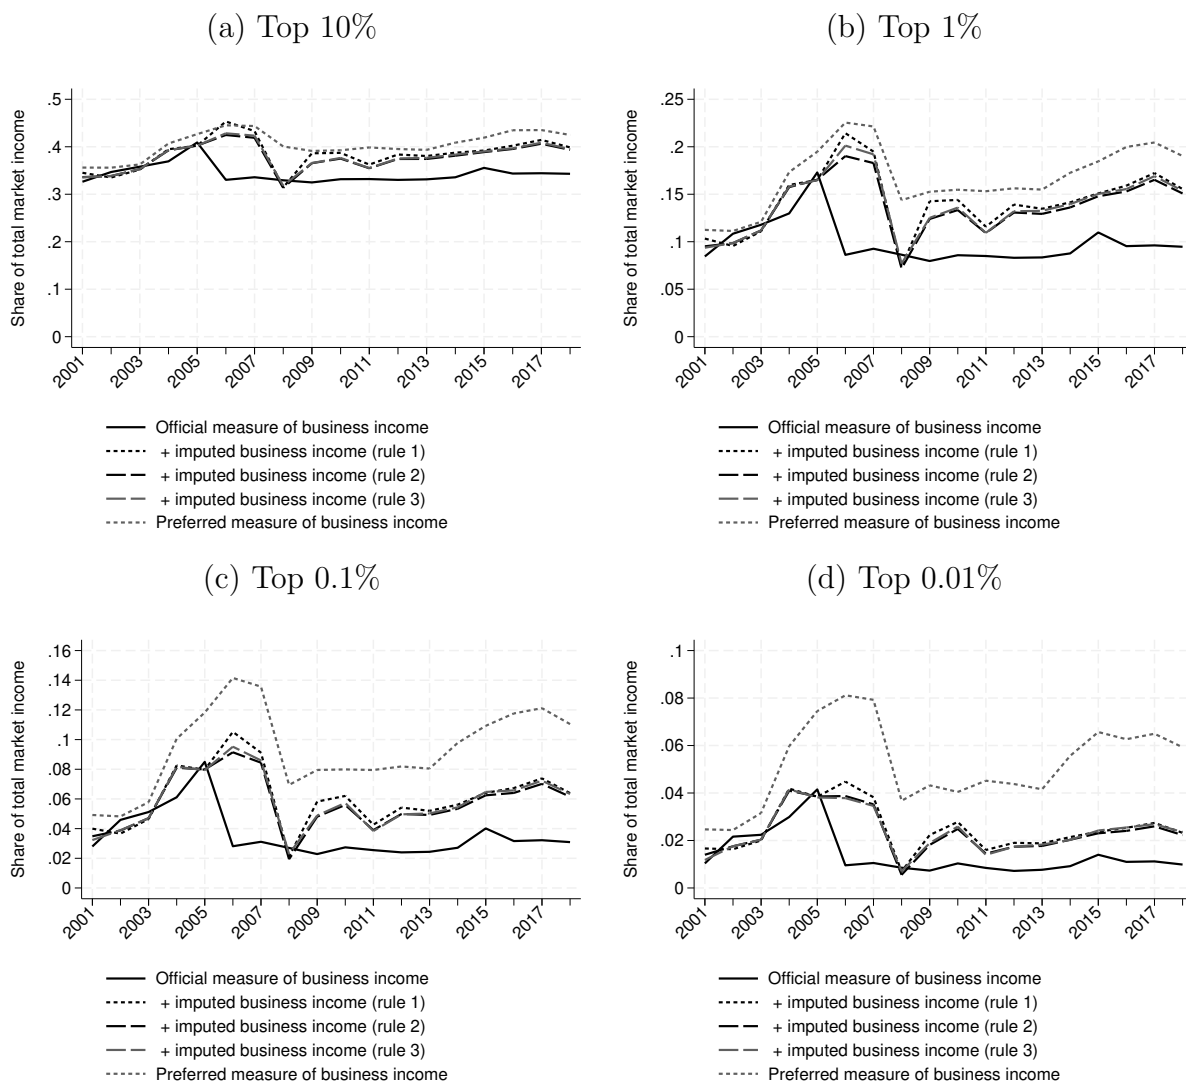 (a) Top 10%
Share of total market income
.5
.4
.3
.2
.1
0
2001
2003
2005
2007
2009
2011
2013
2015
2017
Official measure of business income
+ imputed business income (rule 1)
+ imputed business income (rule 2)
+ imputed business income (rule 3)
Preferred measure of business income
(b) Top 1%
Share of total market income
.25
.2
.15
.1
.05
0
2001
2003
2005
2007
2009
2011
2013
2015
2017
Official measure of business income
+ imputed business income (rule 1)
+ imputed business income (rule 2)
+ imputed business income (rule 3)
Preferred measure of business income
(c) Top 0.1%
Share of total market income
.16
.14
.12
.1
.08
.06
.04
.02
0
2001
2003
2005
2007
2009
2011
2013
2015
2017
Official measure of business income
+ imputed business income (rule 1)
+ imputed business income (rule 2)
+ imputed business income (rule 3)
Preferred measure of business income
(d) Top 0.01%
Share of total market income
.1
.08
.06
.04
.02
0
2001
2003
2005
2007
2009
2011
2013
2015
2017
Official measure of business income
+ imputed business income (rule 1)
+ imputed business income (rule 2)
+ imputed business income (rule 3)
Preferred measure of business income